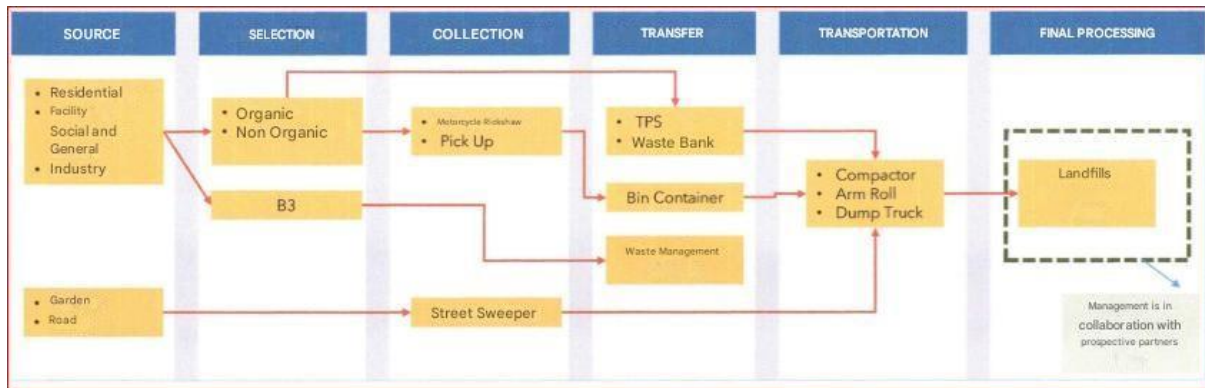 SOURCE
SELECTION
COLLECTION
TRANSFER
TRANSPORTATION
FINAL PROCESSING
• Residential
• Facility
Social and
General
• Industry
• Organic
• Non Organic
B3
• Motorcycle Rickshaw
• Pick Up
• TPS
• Waste Bank
Bin Container
Waste Management
• Compactor
• Arm Roll
• Dump Truck
Landfills
• Garden
• Road
Street Sweeper
Management is in
collaboration with
prospective partners